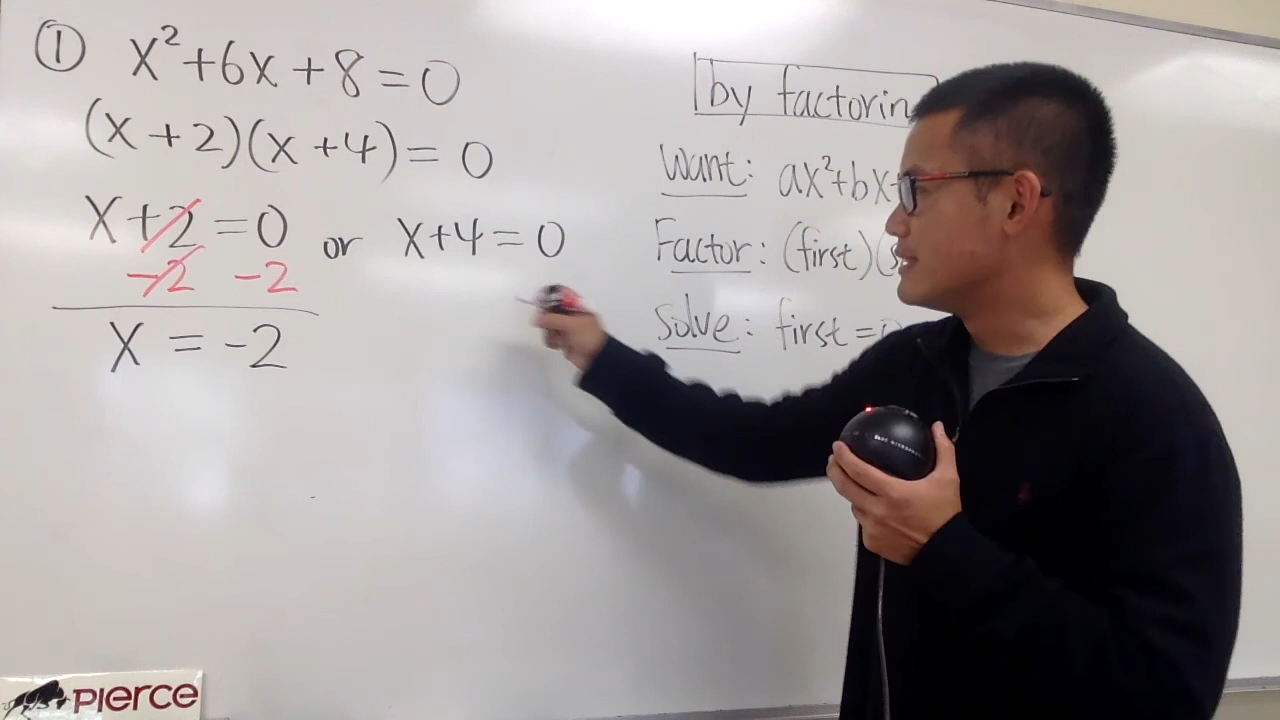 ① x²+6x+8=0
(x+2)(x+4)=0
x+2=0 or x+4=0
-2 -2
x = -2
by factorin
Want: ax²+bx+
Factor: (first)(s
Solve: first=0
PIERCE